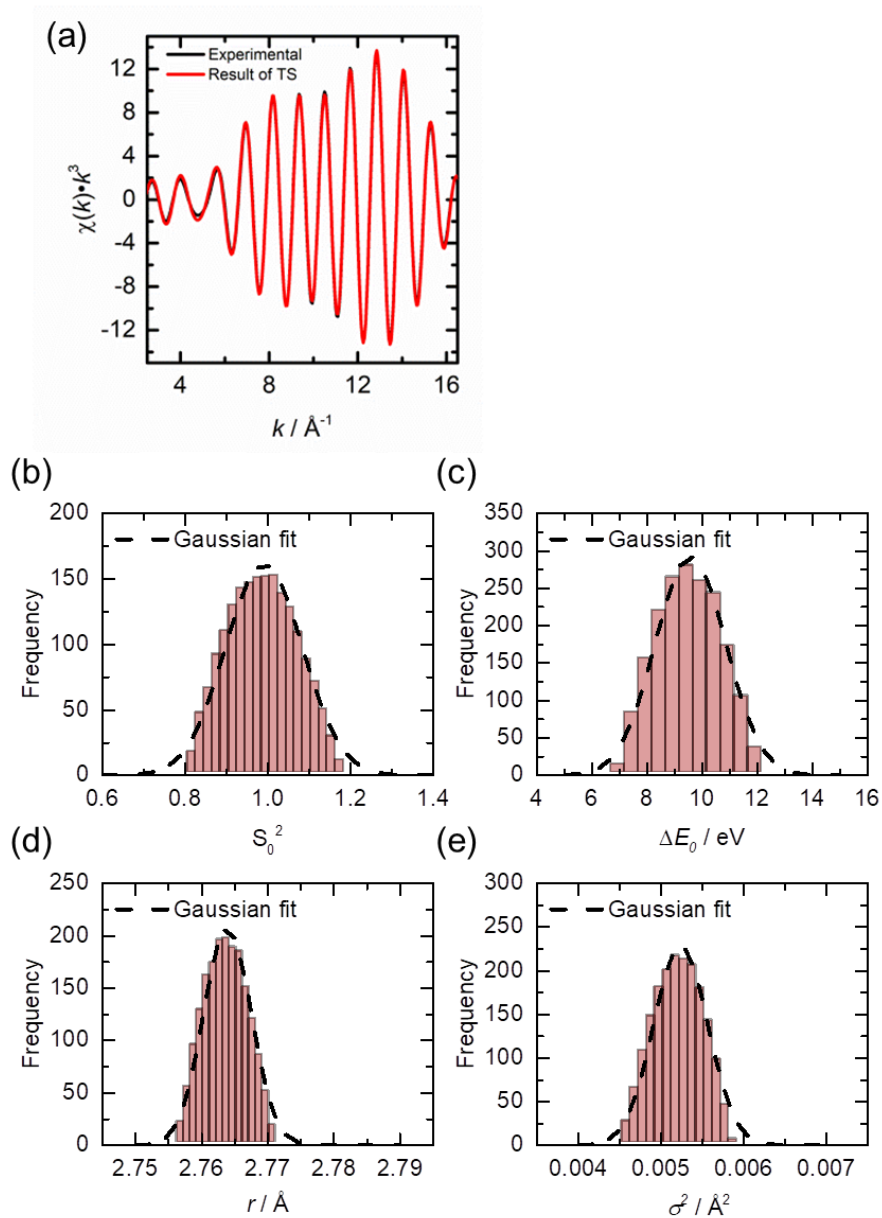 (a)
Experimental
Result of TS
12
8
4
0
-4
-8
-12
χ(k)•k³
4 8 12 16
k / Å⁻¹
(b)
200
150
100
50
0
Frequency
Gaussian fit
0.6 0.8 1.0 1.2 1.4
S₀²
(c)
350
300
250
200
150
100
50
0
Frequency
Gaussian fit
4 6 8 10 12 14 16
ΔE₀ / eV
(d)
250
200
150
100
50
0
Frequency
Gaussian fit
2.75 2.76 2.77 2.78 2.79
r / Å
(e)
300
250
200
150
100
50
0
Frequency
Gaussian fit
0.004 0.005 0.006 0.007
σ² / Å²